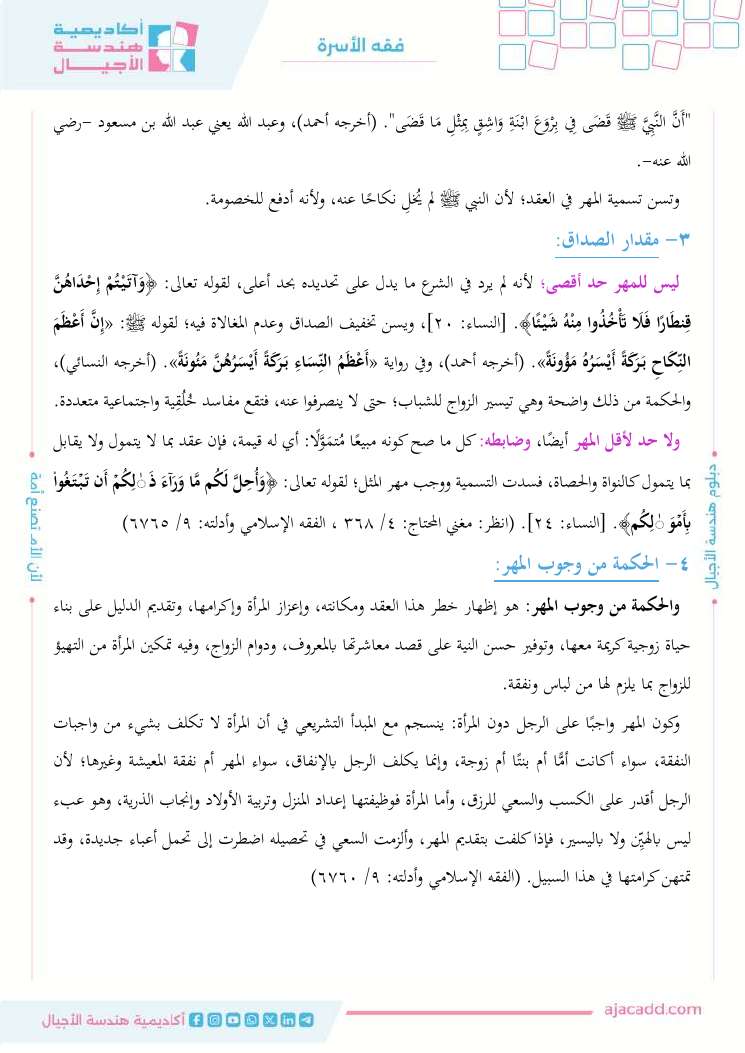 أكاديمية
هندسة
الأجيال
فقه الأسرة
"أَنَّ النَّبِيَّ ﷺ قَضَى فِي بِرْوَعَ ابْنَةِ وَاشِقٍ بِمِثْلِ مَا قَضَى". (أخرجه أحمد)، وعبد الله يعني عبد الله بن مسعود -رضي
الله عنه-.
وتسن تسمية المهر في العقد؛ لأن النبي ﷺ لم يُخلِ نكاحًا عنه، ولأنه أدفع للخصومة.
٣- مقدار الصداق:
ليس للمهر حد أقصى؛ لأنه لم يرد في الشرع ما يدل على تحديده بحد أعلى، لقوله تعالى: ﴿وَآتَيْتُمْ إِحْدَاهُنَّ
قِنطَارًا فَلَا تَأْخُذُوا مِنْهُ شَيْئًا﴾. [النساء: ٢٠]، ويسن تخفيف الصداق وعدم المغالاة فيه؛ لقوله ﷺ: «إِنَّ أَعْظَمَ
النِّكَاحِ بَرَكَةً أَيْسَرُهُ مَؤُونَةً». (أخرجه أحمد)، وفي رواية «أَعْظَمُ النِّسَاءِ بَرَكَةً أَيْسَرُهُنَّ مَئُونَةً». (أخرجه النسائي)،
والحكمة من ذلك واضحة وهي تيسير الزواج للشباب؛ حتى لا ينصرفوا عنه، فتقع مفاسد خُلُقِية واجتماعية متعددة.
ولا حد لأقل المهر أيضًا، وضابطه: كل ما صح كونه مبيعًا مُتمَوَّلًا: أي له قيمة، فإن عقد بما لا يتمول ولا يقابل
بما يتمول كالنواة والحصاة، فسدت التسمية ووجب مهر المثل؛ لقوله تعالى: ﴿وَأُحِلَّ لَكُم مَّا وَرَآءَ ذَٰلِكُمْ أَن تَبْتَغُواْ
بِأَمْوَٰلِكُم﴾. [النساء: ٢٤]. (انظر: مغني المحتاج: ٤/ ٣٦٨ ، الفقه الإسلامي وأدلته: ٩/ ٦٧٦٥)
٤- الحكمة من وجوب المهر:
والحكمة من وجوب المهر: هو إظهار خطر هذا العقد ومكانته، وإعزاز المرأة وإكرامها، وتقديم الدليل على بناء
حياة زوجية كريمة معها، وتوفير حسن النية على قصد معاشرتها بالمعروف، ودوام الزواج، وفيه تمكين المرأة من التهيؤ
للزواج بما يلزم لها من لباس ونفقة.
وكون المهر واجبًا على الرجل دون المرأة: ينسجم مع المبدأ التشريعي في أن المرأة لا تكلف بشيء من واجبات
النفقة، سواء أكانت أمًّا أم بنتًا أم زوجة، وإنما يكلف الرجل بالإنفاق، سواء المهر أم نفقة المعيشة وغيرها؛ لأن
الرجل أقدر على الكسب والسعي للرزق، وأما المرأة فوظيفتها إعداد المنزل وتربية الأولاد وإنجاب الذرية، وهو عبء
ليس بالهيِّن ولا باليسير، فإذا كلفت بتقديم المهر، وألزمت السعي في تحصيله اضطرت إلى تحمل أعباء جديدة، وقد
تمتهن كرامتها في هذا السبيل. (الفقه الإسلامي وأدلته: ٩/ ٦٧٦٠)
دبلوم هندسة الأجيال
لأن الأم تصنع أمة
أكاديمية هندسة الأجيال
ajacadd.com